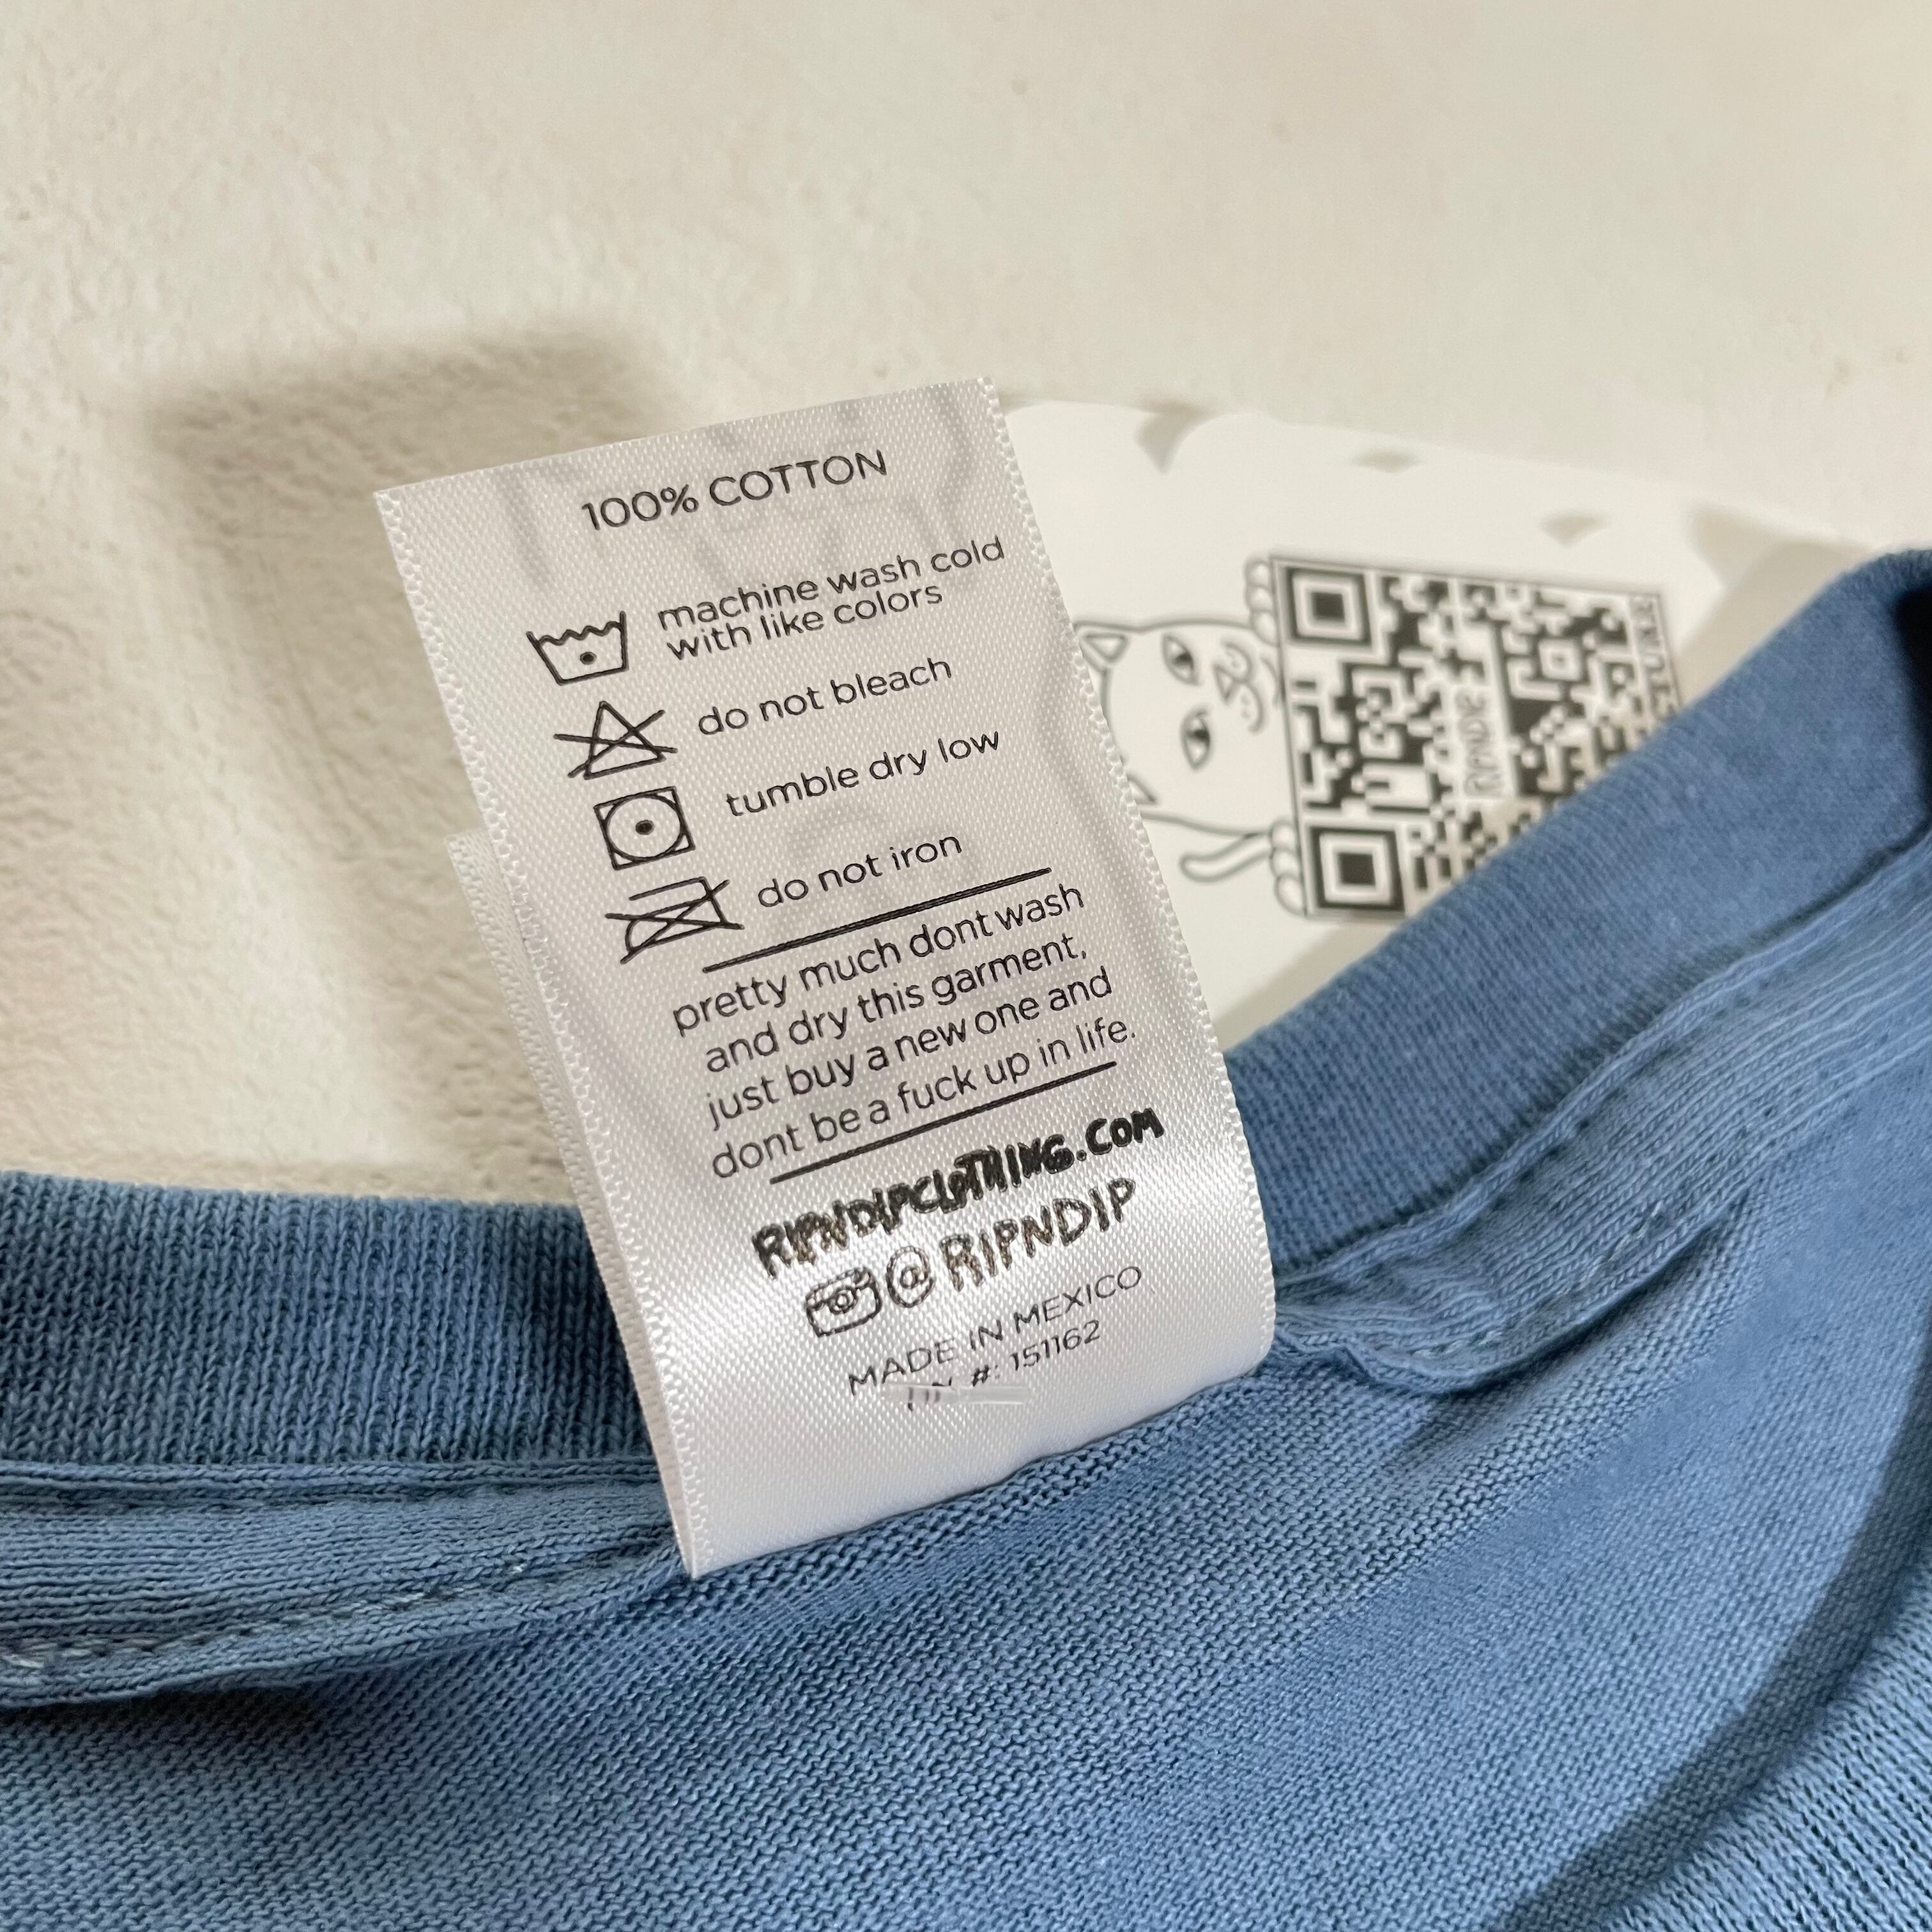 100% COTTON
machine wash cold
with like colors
do not bleach
tumble dry low
do not iron
pretty much dont wash
and dry this garment,
just buy a new one and
dont be a fuck up in life.
RIPNDIPCLOTHING.COM
@RIPNDIP
MADE IN MEXICO
#: 151162
RIPNDIP